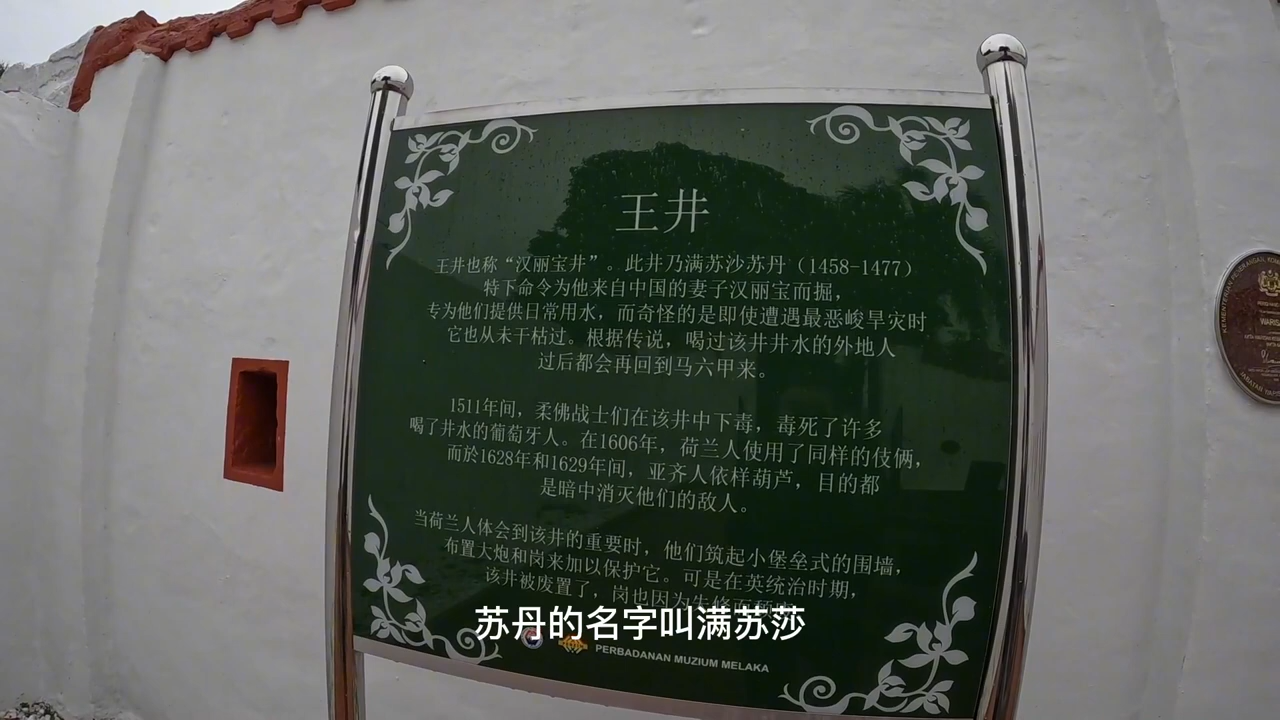 王井
王井也称“汉丽宝井”。此井乃满苏沙苏丹（1458-1477）
特下命令为他来自中国的妻子汉丽宝而掘，
专为他们提供日常用水，而奇怪的是即使遭遇最恶峻旱灾时
它也从未干枯过。根据传说，喝过该井井水的外地人
过后都会再回到马六甲来。
1511年间，柔佛战士们在该井中下毒，毒死了许多
喝了井水的葡萄牙人。在1606年，荷兰人使用了同样的伎俩，
而於1628年和1629年间，亚齐人依样葫芦，目的都
是暗中消灭他们的敌人。
当荷兰人体会到该井的重要时，他们筑起小堡垒式的围墙，
布置大炮和岗来加以保护它。可是在英统治时期，
该井被废置了，岗也因为失修而
苏丹的名字叫满苏莎
PERBADANAN MUZIUM MELAKA